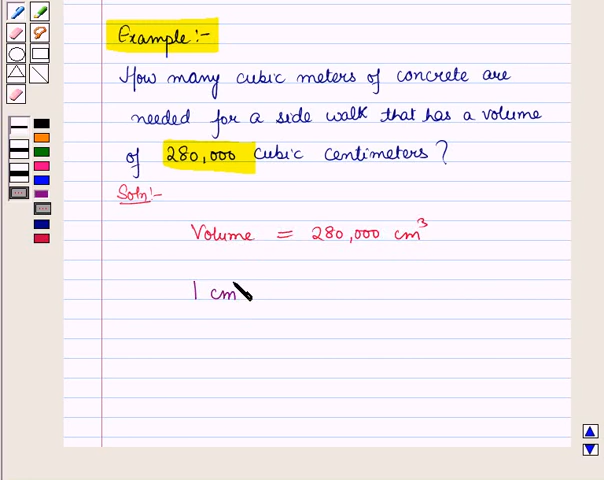 Example:-
How many cubic meters of concrete are
needed for a side walk that has a volume
of 280,000 cubic centimeters?
Soln:-
Volume = 280,000 cm³
1 cm